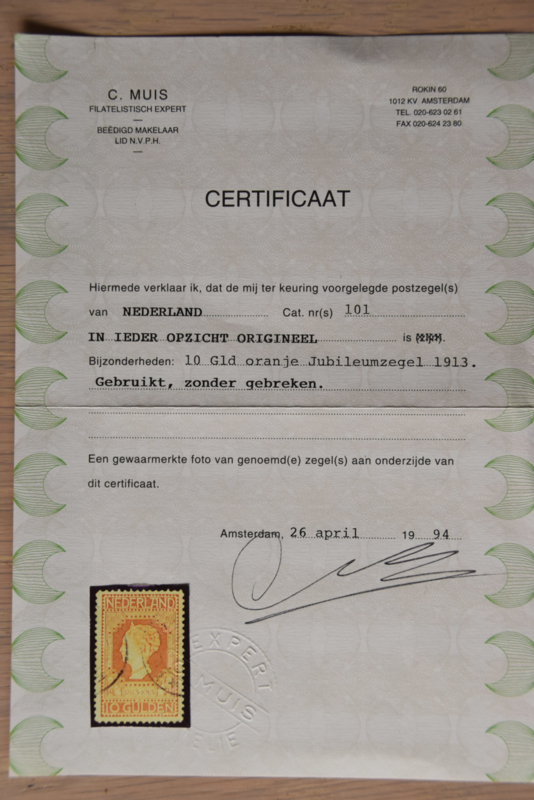 C. MUIS
FILATELISTISCH EXPERT
BEËDIGD MAKELAAR
LID N.V.P.H.
ROKIN 60
1012 KV AMSTERDAM
TEL. 020-623 02 61
FAX 020-624 23 80
CERTIFICAAT
Hiermede verklaar ik, dat de mij ter keuring voorgelegde postzegel(s)
van NEDERLAND Cat. nr(s) 101
IN IEDER OPZICHT ORIGINEEL is
Bijzonderheden: 10 Gld oranje Jubileumzegel 1913.
Gebruikt, zonder gebreken.
Een gewaarmerkte foto van genoemd(e) zegel(s) aan onderzijde van
dit certificaat.
Amsterdam, 26 april 19 94
NEDERLAND
10 GULDEN
EXPERT
MUIS